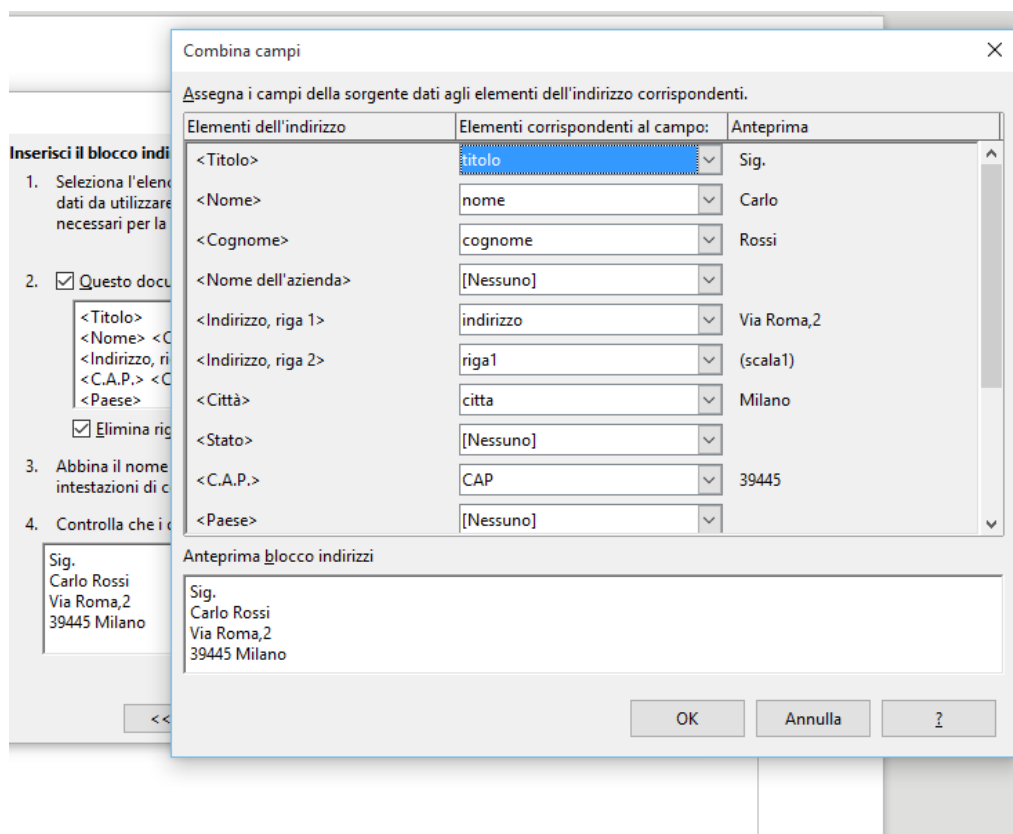 Combina campi
Assegna i campi della sorgente dati agli elementi dell'indirizzo corrispondenti.
Elementi dell'indirizzo Elementi corrispondenti al campo: Anteprima
<Titolo> titolo Sig.
<Nome> nome Carlo
<Cognome> cognome Rossi
<Nome dell'azienda> [Nessuno]
<Indirizzo, riga 1> indirizzo Via Roma,2
<Indirizzo, riga 2> riga1 (scala1)
<Città> citta Milano
<Stato> [Nessuno]
<C.A.P.> CAP 39445
<Paese> [Nessuno]
Anteprima blocco indirizzi
Sig.
Carlo Rossi
Via Roma,2
39445 Milano
OK Annulla ?
Inserisci il blocco indi
1. Seleziona l'elenc
dati da utilizzare
necessari per la
2. Questo docu
<Titolo>
<Nome> <C
<Indirizzo, ri
<C.A.P.> <C
<Paese>
Elimina rig
3. Abbina il nome
intestazioni di c
4. Controlla che i d
Sig.
Carlo Rossi
Via Roma,2
39445 Milano
<<